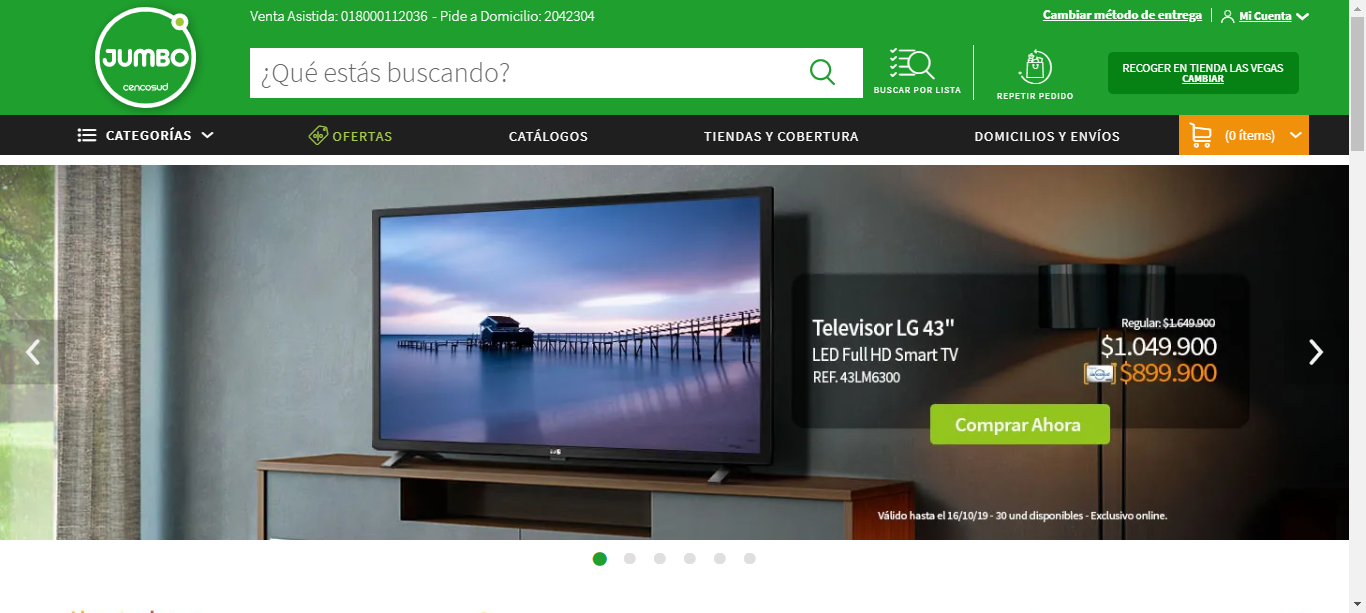 Venta Asistida: 018000112036 - Pide a Domicilio: 2042304
Cambiar método de entrega
Mi Cuenta
JUMBO
cencosud
¿Qué estás buscando?
BUSCAR POR LISTA
REPETIR PEDIDO
RECOGER EN TIENDA LAS VEGAS
CAMBIAR
CATEGORÍAS
OFERTAS
CATÁLOGOS
TIENDAS Y COBERTURA
DOMICILIOS Y ENVÍOS
(0 ítems)
Televisor LG 43"
LED Full HD Smart TV
REF. 43LM6300
Regular: $1.649.900
$1.049.900
$899.900
Comprar Ahora
Válido hasta el 16/10/19 - 30 und disponibles - Exclusivo online.